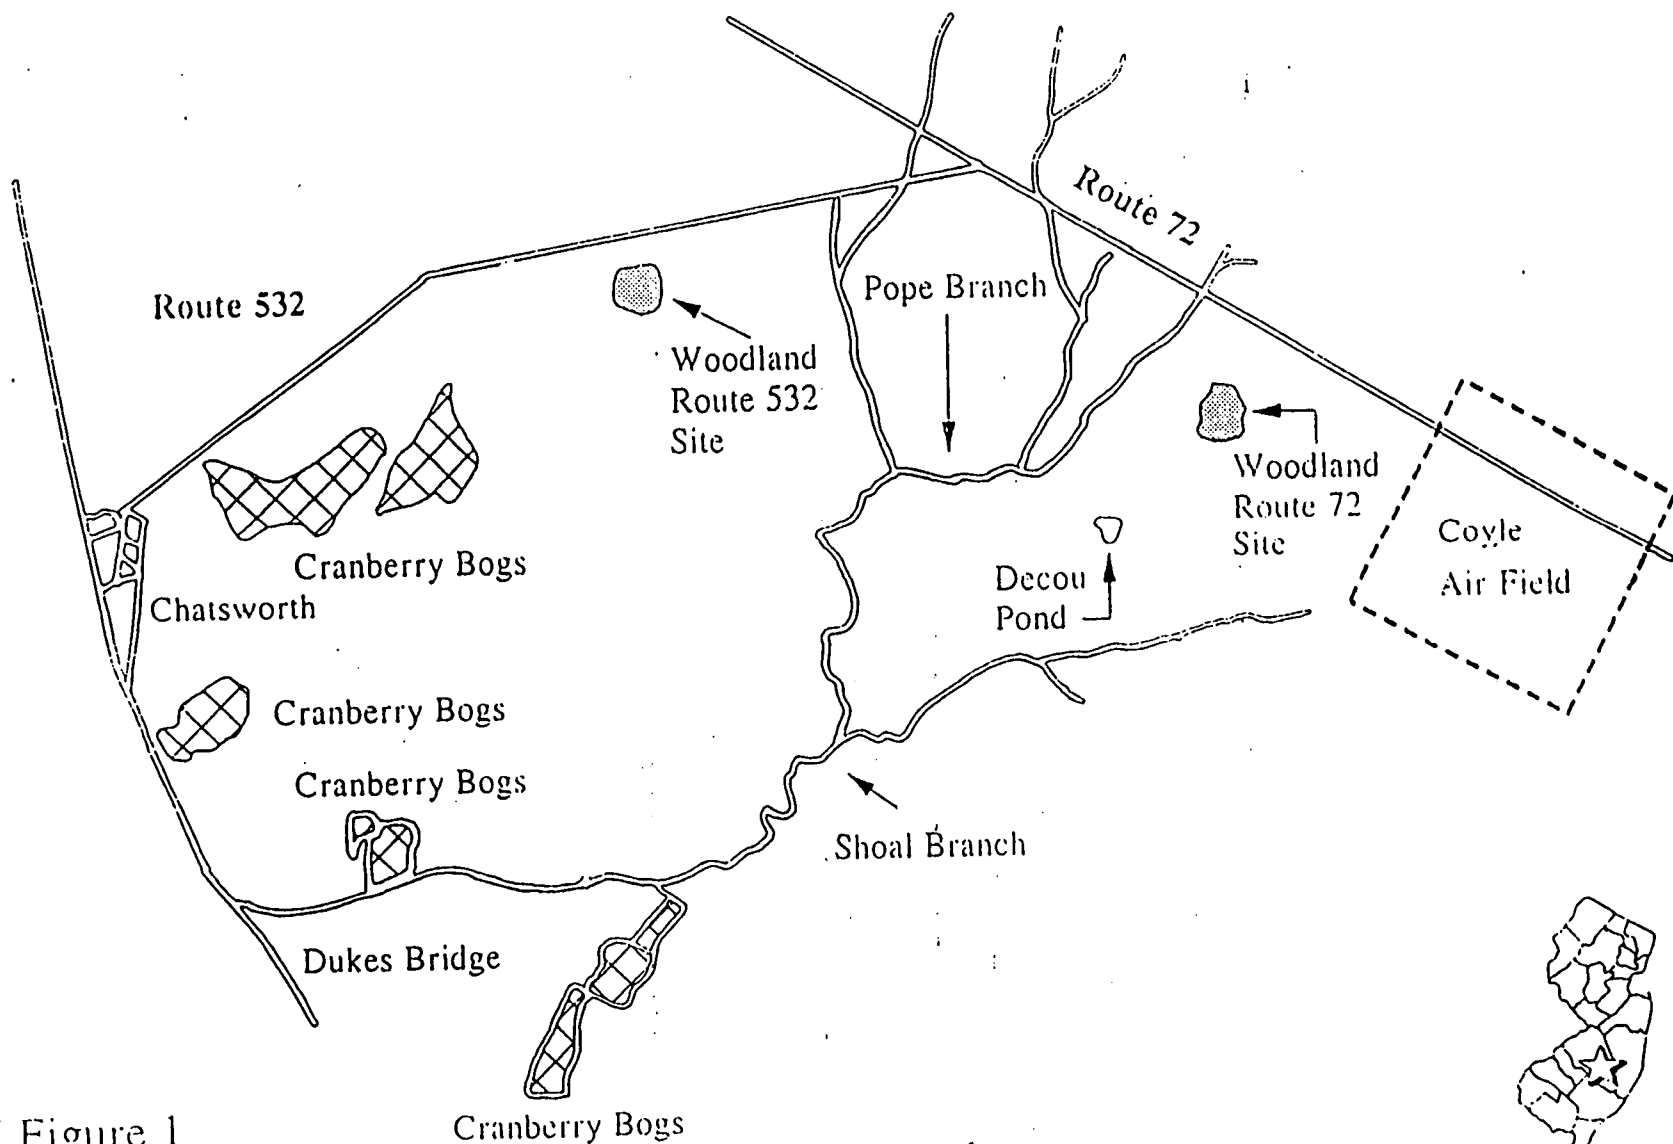 Route 72
Route 532
Pope Branch
Woodland
Route 532
Site
Woodland
Route 72
Site
Coyle
Air Field
Cranberry Bogs
Decou
Pond
Chatsworth
Cranberry Bogs
Cranberry Bogs
Shoal Branch
Dukes Bridge
Cranberry Bogs
Figure 1